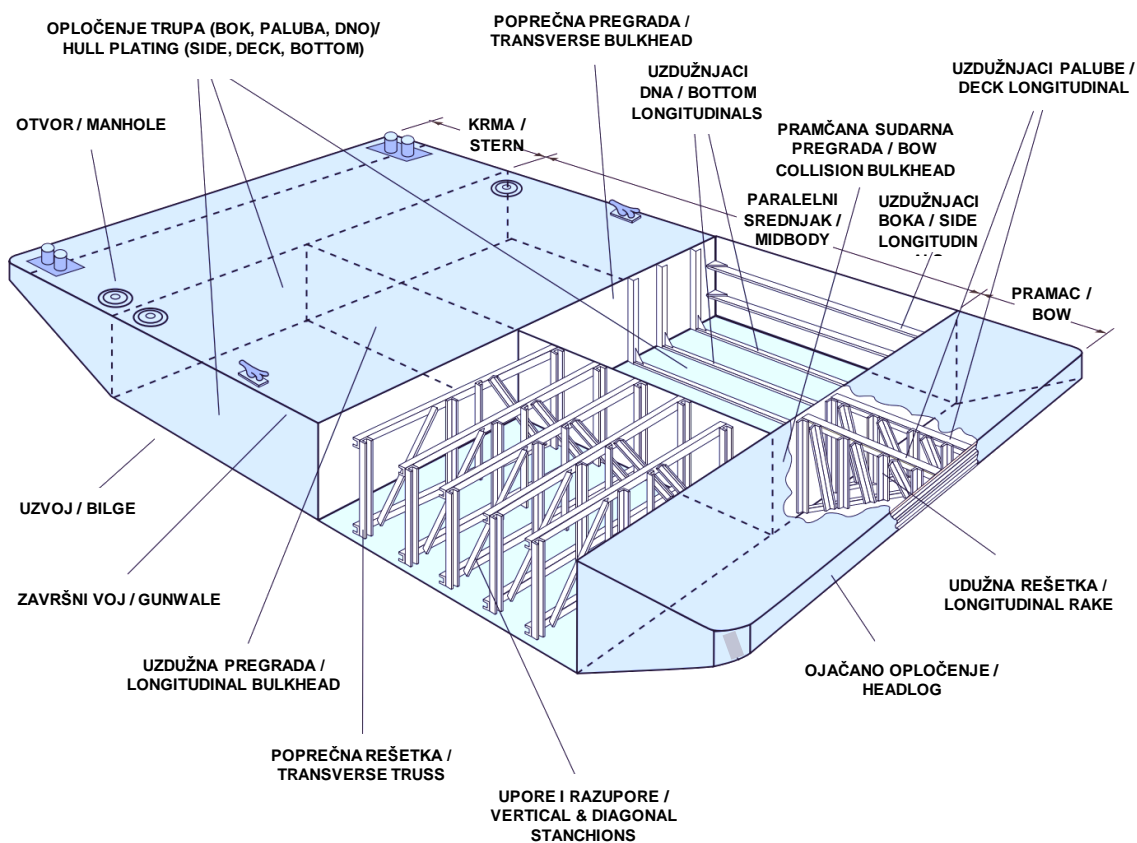 OPLOČENJE TRUPA (BOK, PALUBA, DNO)/
HULL PLATING (SIDE, DECK, BOTTOM)
POPREČNA PREGRADA /
TRANSVERSE BULKHEAD
UZDUŽNJACI
DNA / BOTTOM
LONGITUDINALS
UZDUŽNJACI PALUBE /
DECK LONGITUDINAL
OTVOR / MANHOLE
KRMA /
STERN
PRAMČANA SUDARNA
PREGRADA / BOW
COLLISION BULKHEAD
PARALELNI
SREDNJAK /
MIDBODY
UZDUŽNJACI
BOKA / SIDE
LONGITUDIN
PRAMAC /
BOW
UZVOJ / BILGE
ZAVRŠNI VOJ / GUNWALE
UZDUŽNA PREGRADA /
LONGITUDINAL BULKHEAD
UDUŽNA REŠETKA /
LONGITUDINAL RAKE
OJAČANO OPLOČENJE /
HEADLOG
POPREČNA REŠETKA /
TRANSVERSE TRUSS
UPORE I RAZUPORE /
VERTICAL & DIAGONAL
STANCHIONS